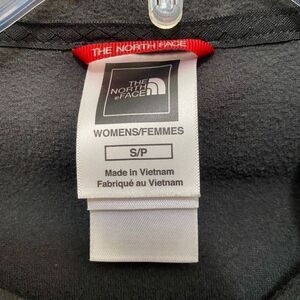 THE NORTH FACE
THE
NORTH
FACE
WOMENS/FEMMES
S/P
Made in Vietnam
Fabriqué au Vietnam